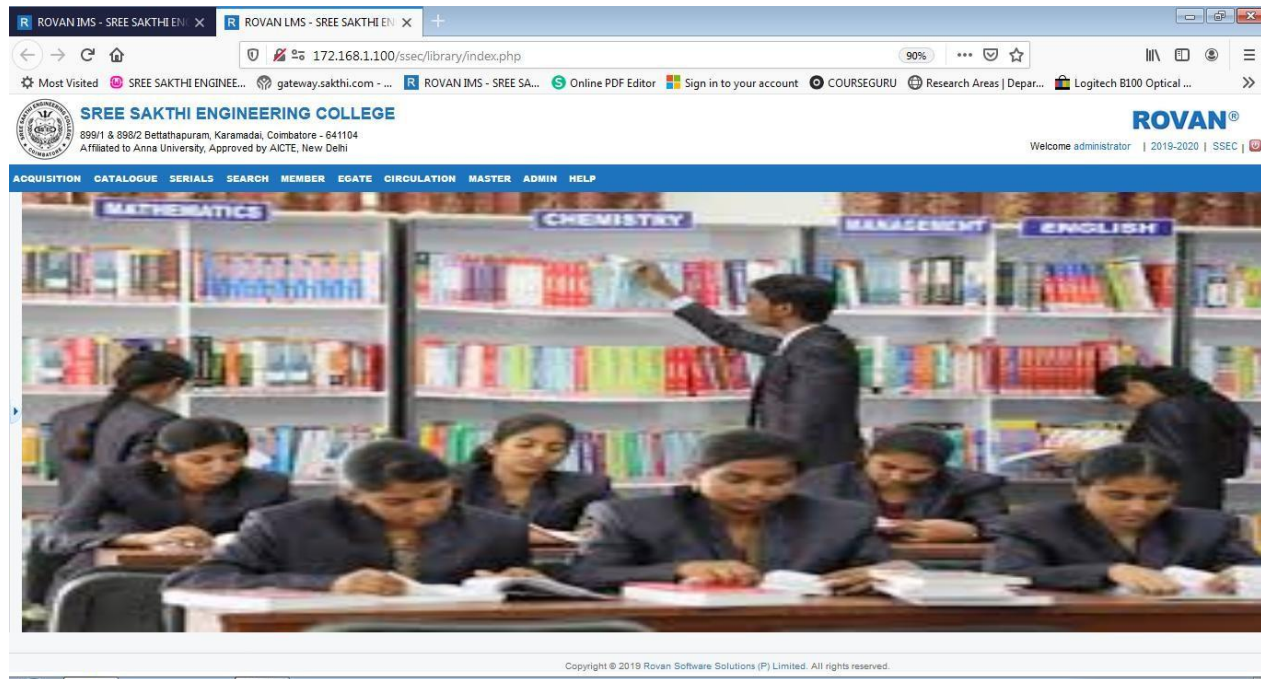 ROVAN IMS - SREE SAKTHI EN
ROVAN LMS - SREE SAKTHI EN
172.168.1.100/ssec/library/index.php
90%
Most Visited
SREE SAKTHI ENGINEE...
gateway.sakthi.com - ...
ROVAN IMS - SREE SA...
Online PDF Editor
Sign in to your account
COURSEGURU
Research Areas | Depar...
Logitech B100 Optical ...
SREE SAKTHI ENGINEERING COLLEGE
899/1 & 898/2 Bettathapuram, Karamadai, Coimbatore - 641104
Affiliated to Anna University, Approved by AICTE, New Delhi
ROVAN®
Welcome administrator | 2019-2020 | SSEC |
ACQUISITION CATALOGUE SERIALS SEARCH MEMBER EGATE CIRCULATION MASTER ADMIN HELP
MATHEMATICS
CHEMISTRY
MANAGEMENT
ENGLISH
Copyright © 2019 Rovan Software Solutions (P) Limited. All rights reserved.